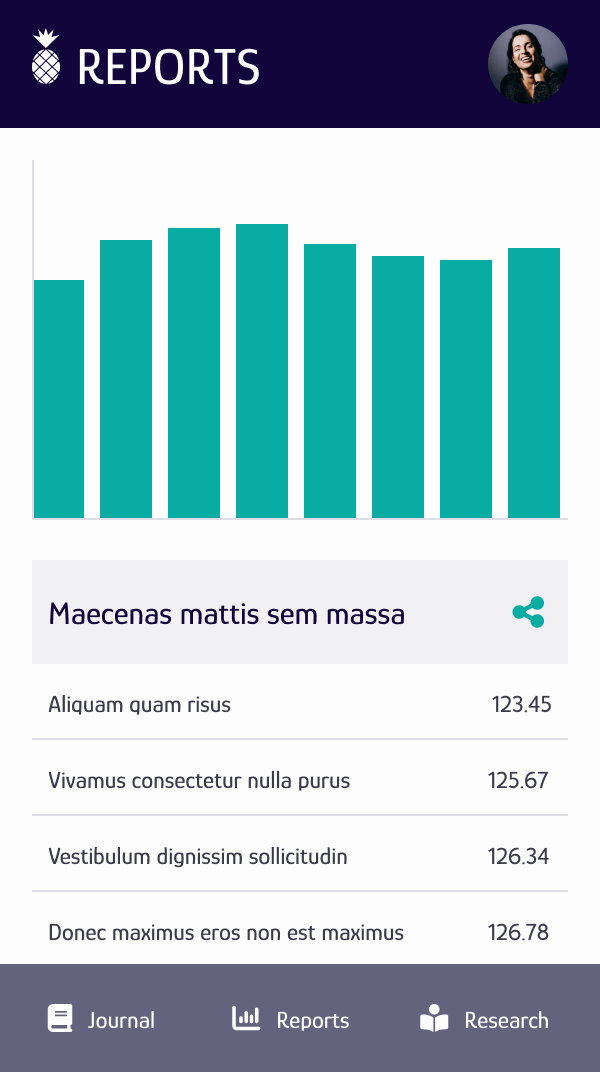 REPORTS
Maecenas mattis sem massa
Aliquam quam risus 123.45
Vivamus consectetur nulla purus 125.67
Vestibulum dignissim sollicitudin 126.34
Donec maximus eros non est maximus 126.78
Journal Reports Research